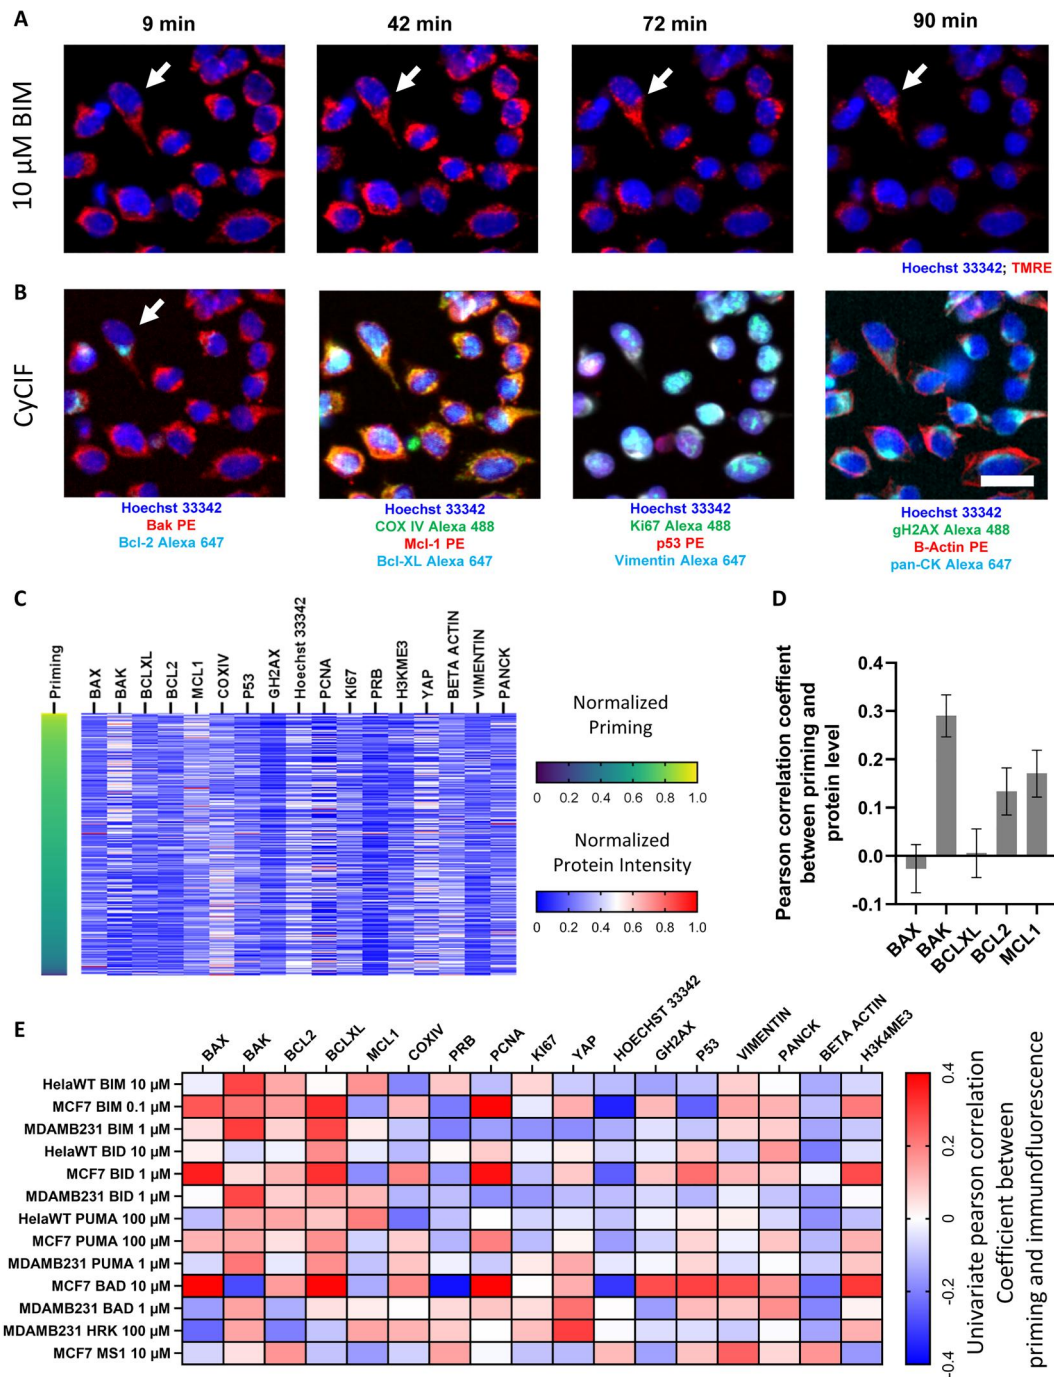 A
9 min
42 min
72 min
90 min
10 µM BIM
Hoechst 33342; TMRE
B
CyCIF
Hoechst 33342
Bak PE
Bcl-2 Alexa 647
Hoechst 33342
COX IV Alexa 488
Mcl-1 PE
Bcl-XL Alexa 647
Hoechst 33342
Ki67 Alexa 488
p53 PE
Vimentin Alexa 647
Hoechst 33342
gH2AX Alexa 488
B-Actin PE
pan-CK Alexa 647
C
Priming
BAX
BAK
BCLXL
BCL2
MCL1
COXIV
P53
GH2AX
Hoechst 33342
PCNA
KI67
PRB
H3KME3
YAP
BETA ACTIN
VIMENTIN
PANCK
Normalized
Priming
0 0.2 0.4 0.6 0.8 1.0
Normalized
Protein Intensity
0 0.2 0.4 0.6 0.8 1.0
D
Pearson correlation coeffient
between priming and
protein level
0.4
0.3
0.2
0.1
0.0
-0.1
BAX
BAK
BCLXL
BCL2
MCL1
E
BAX
BAK
BCL2
BCLXL
MCL1
COXIV
PRB
PCNA
KI67
YAP
HOECHST 33342
GH2AX
P53
VIMENTIN
PANCK
BETA ACTIN
H3K4ME3
HelaWT BIM 10 µM
MCF7 BIM 0.1 µM
MDAMB231 BIM 1 µM
HelaWT BID 10 µM
MCF7 BID 1 µM
MDAMB231 BID 1 µM
HelaWT PUMA 100 µM
MCF7 PUMA 100 µM
MDAMB231 PUMA 1 µM
MCF7 BAD 10 µM
MDAMB231 BAD 1 µM
MDAMB231 HRK 100 µM
MCF7 MS1 10 µM
0.4
0.2
0
-0.2
-0.4
Univariate pearson correlation
Coefficient between
priming and immunofluorescence